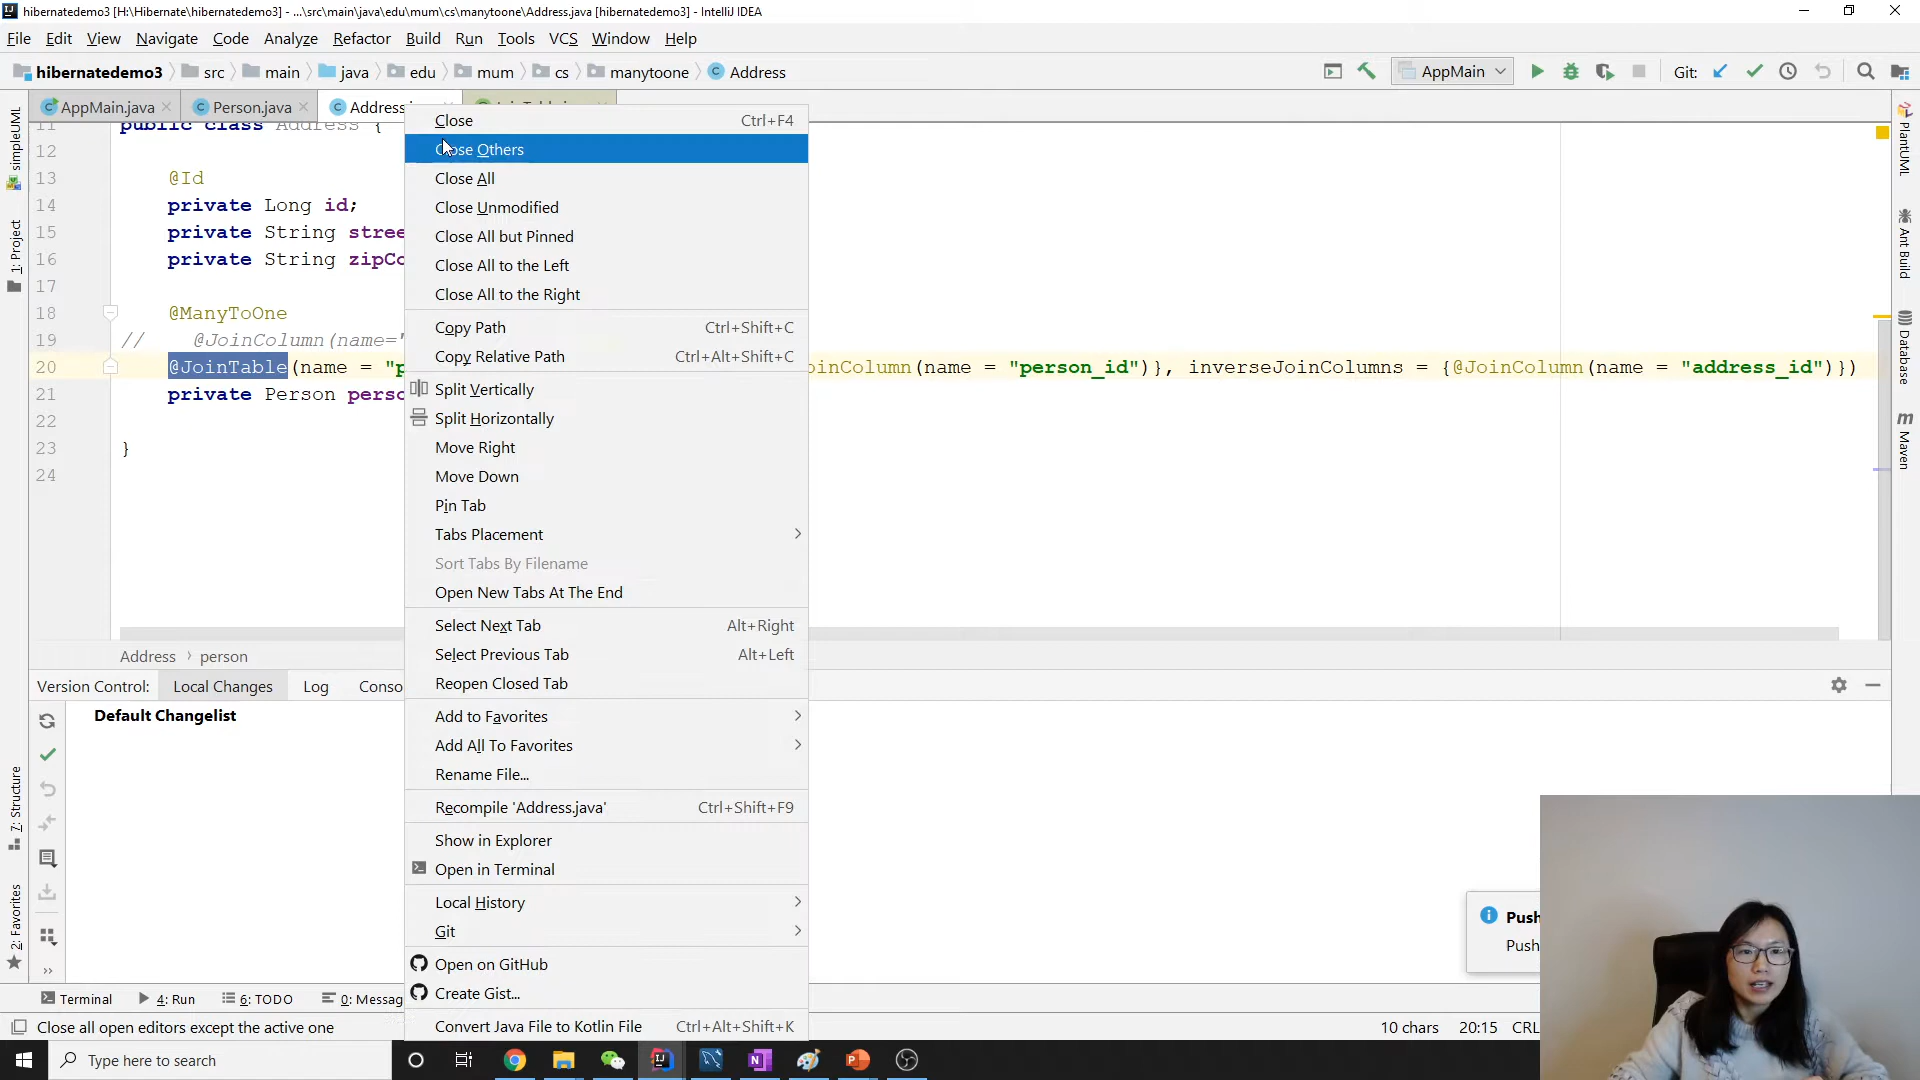 hibernatedemo3 [H:\Hibernate\hibernatedemo3] - ...\src\main\java\edu\mum\cs\manytoone\Address.java [hibernatedemo3] - IntelliJ IDEA
File Edit View Navigate Code Analyze Refactor Build Run Tools VCS Window Help
hibernatedemo3 src main java edu mum cs manytoone Address AppMain Git:
AppMain.java Person.java Address
public class Address {
12
13 @Id
14 private Long id;
15 private String stree
16 private String zipCo
17
18 @ManyToOne
19 // @JoinColumn(name="
20 @JoinTable(name = "p oinColumn(name = "person_id")}, inverseJoinColumns = {@JoinColumn(name = "address_id")})
21 private Person perso
22
23 }
24
Close Ctrl+F4
Close Others
Close All
Close Unmodified
Close All but Pinned
Close All to the Left
Close All to the Right
Copy Path Ctrl+Shift+C
Copy Relative Path Ctrl+Alt+Shift+C
Split Vertically
Split Horizontally
Move Right
Move Down
Pin Tab
Tabs Placement
Sort Tabs By Filename
Open New Tabs At The End
Select Next Tab Alt+Right
Select Previous Tab Alt+Left
Reopen Closed Tab
Add to Favorites
Add All To Favorites
Rename File...
Recompile 'Address.java' Ctrl+Shift+F9
Show in Explorer
Open in Terminal
Local History
Git
Open on GitHub
Create Gist...
Convert Java File to Kotlin File Ctrl+Alt+Shift+K
simpleUML
1: Project
7: Structure
2: Favorites
PlantUML
Ant Build
Database
Maven
Address person
Version Control: Local Changes Log Conso
Default Changelist
Push
Push
Terminal 4: Run 6: TODO 0: Messag
Close all open editors except the active one 10 chars 20:15 CRL
Type here to search